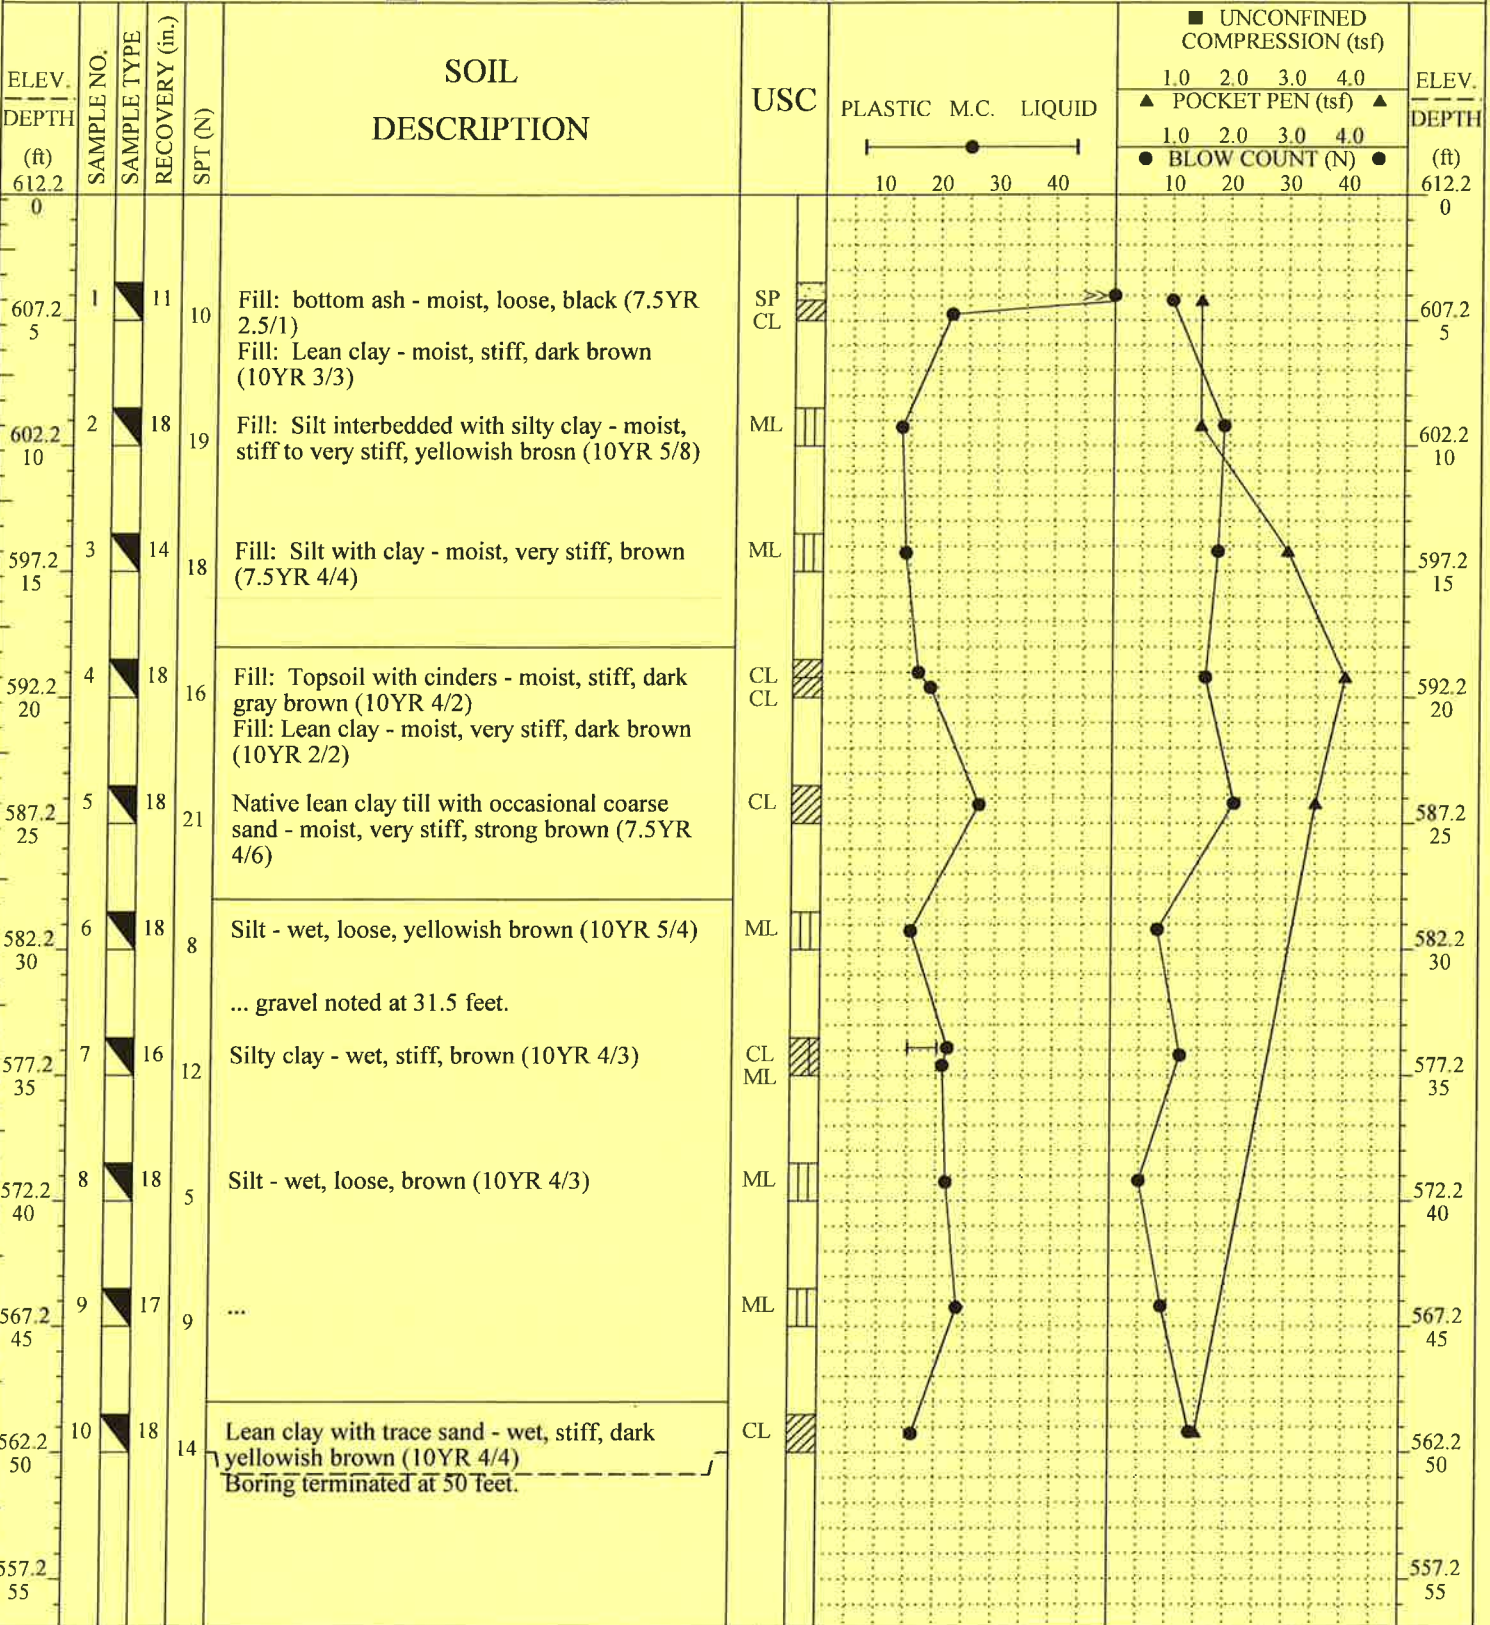 ■ UNCONFINED
COMPRESSION (tsf)
1.0 2.0 3.0 4.0
▲ POCKET PEN (tsf) ▲
1.0 2.0 3.0 4.0
● BLOW COUNT (N) ●
10 20 30 40
ELEV.
DEPTH
(ft)
612.2
0
SAMPLE NO.
SAMPLE TYPE
RECOVERY (in.)
SPT (N)
SOIL
DESCRIPTION
USC
PLASTIC M.C. LIQUID
10 20 30 40
ELEV.
DEPTH
(ft)
612.2
0
607.2
5
1 11 10
Fill: bottom ash - moist, loose, black (7.5YR
2.5/1)
Fill: Lean clay - moist, stiff, dark brown
(10YR 3/3)
SP
CL
>>
607.2
5
602.2
10
2 18 19
Fill: Silt interbedded with silty clay - moist,
stiff to very stiff, yellowish brosn (10YR 5/8)
ML
602.2
10
597.2
15
3 14 18
Fill: Silt with clay - moist, very stiff, brown
(7.5YR 4/4)
ML
597.2
15
592.2
20
4 18 16
Fill: Topsoil with cinders - moist, stiff, dark
gray brown (10YR 4/2)
Fill: Lean clay - moist, very stiff, dark brown
(10YR 2/2)
CL
CL
592.2
20
587.2
25
5 18 21
Native lean clay till with occasional coarse
sand - moist, very stiff, strong brown (7.5YR
4/6)
CL
587.2
25
582.2
30
6 18 8
Silt - wet, loose, yellowish brown (10YR 5/4)
ML
582.2
30
... gravel noted at 31.5 feet.
577.2
35
7 16 12
Silty clay - wet, stiff, brown (10YR 4/3)
CL
ML
577.2
35
572.2
40
8 18 5
Silt - wet, loose, brown (10YR 4/3)
ML
572.2
40
567.2
45
9 17 9
...
ML
567.2
45
562.2
50
10 18 14
Lean clay with trace sand - wet, stiff, dark
yellowish brown (10YR 4/4)
Boring terminated at 50 feet.
CL
562.2
50
557.2
55
557.2
55